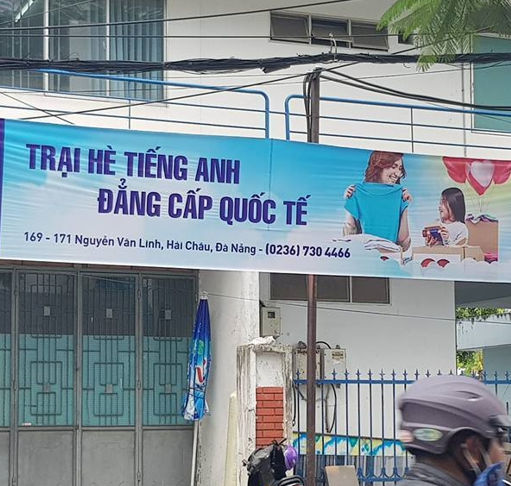 TRẠI HÈ TIẾNG ANH
ĐẲNG CẤP QUỐC TẾ
169 - 171 Nguyễn Văn Linh, Hải Châu, Đà Nẵng - (0236) 730 4466